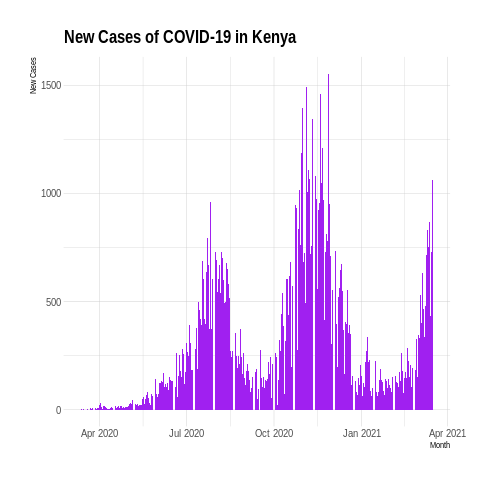 New Cases of COVID-19 in Kenya
New Cases
1500
1000
500
0
Apr 2020
Jul 2020
Oct 2020
Jan 2021
Apr 2021
Month